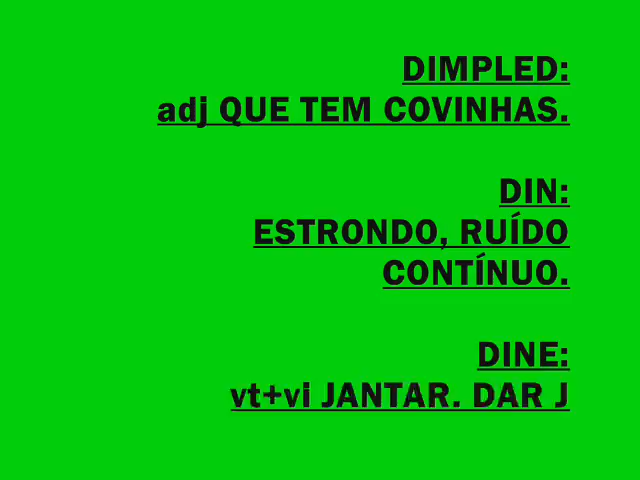 DIMPLED:
adj QUE TEM COVINHAS.
DIN:
ESTRONDO, RUÍDO
CONTÍNUO.
DINE:
vt+vi JANTAR. DAR J